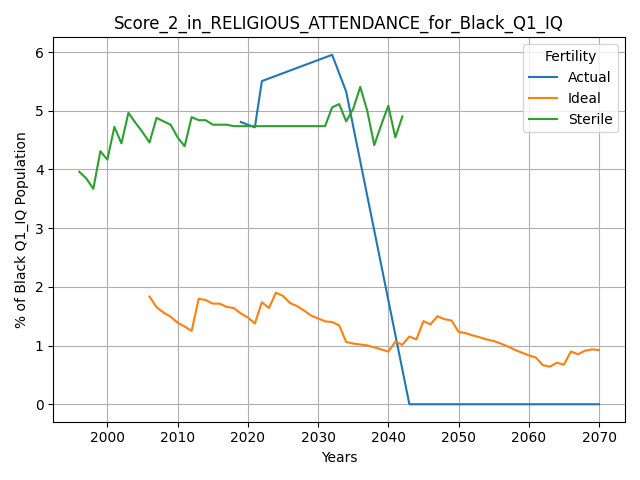 Score_2_in_RELIGIOUS_ATTENDANCE_for_Black_Q1_IQ
% of Black Q1_IQ Population
6
5
4
3
2
1
0
Fertility
Actual
Ideal
Sterile
2000 2010 2020 2030 2040 2050 2060 2070
Years